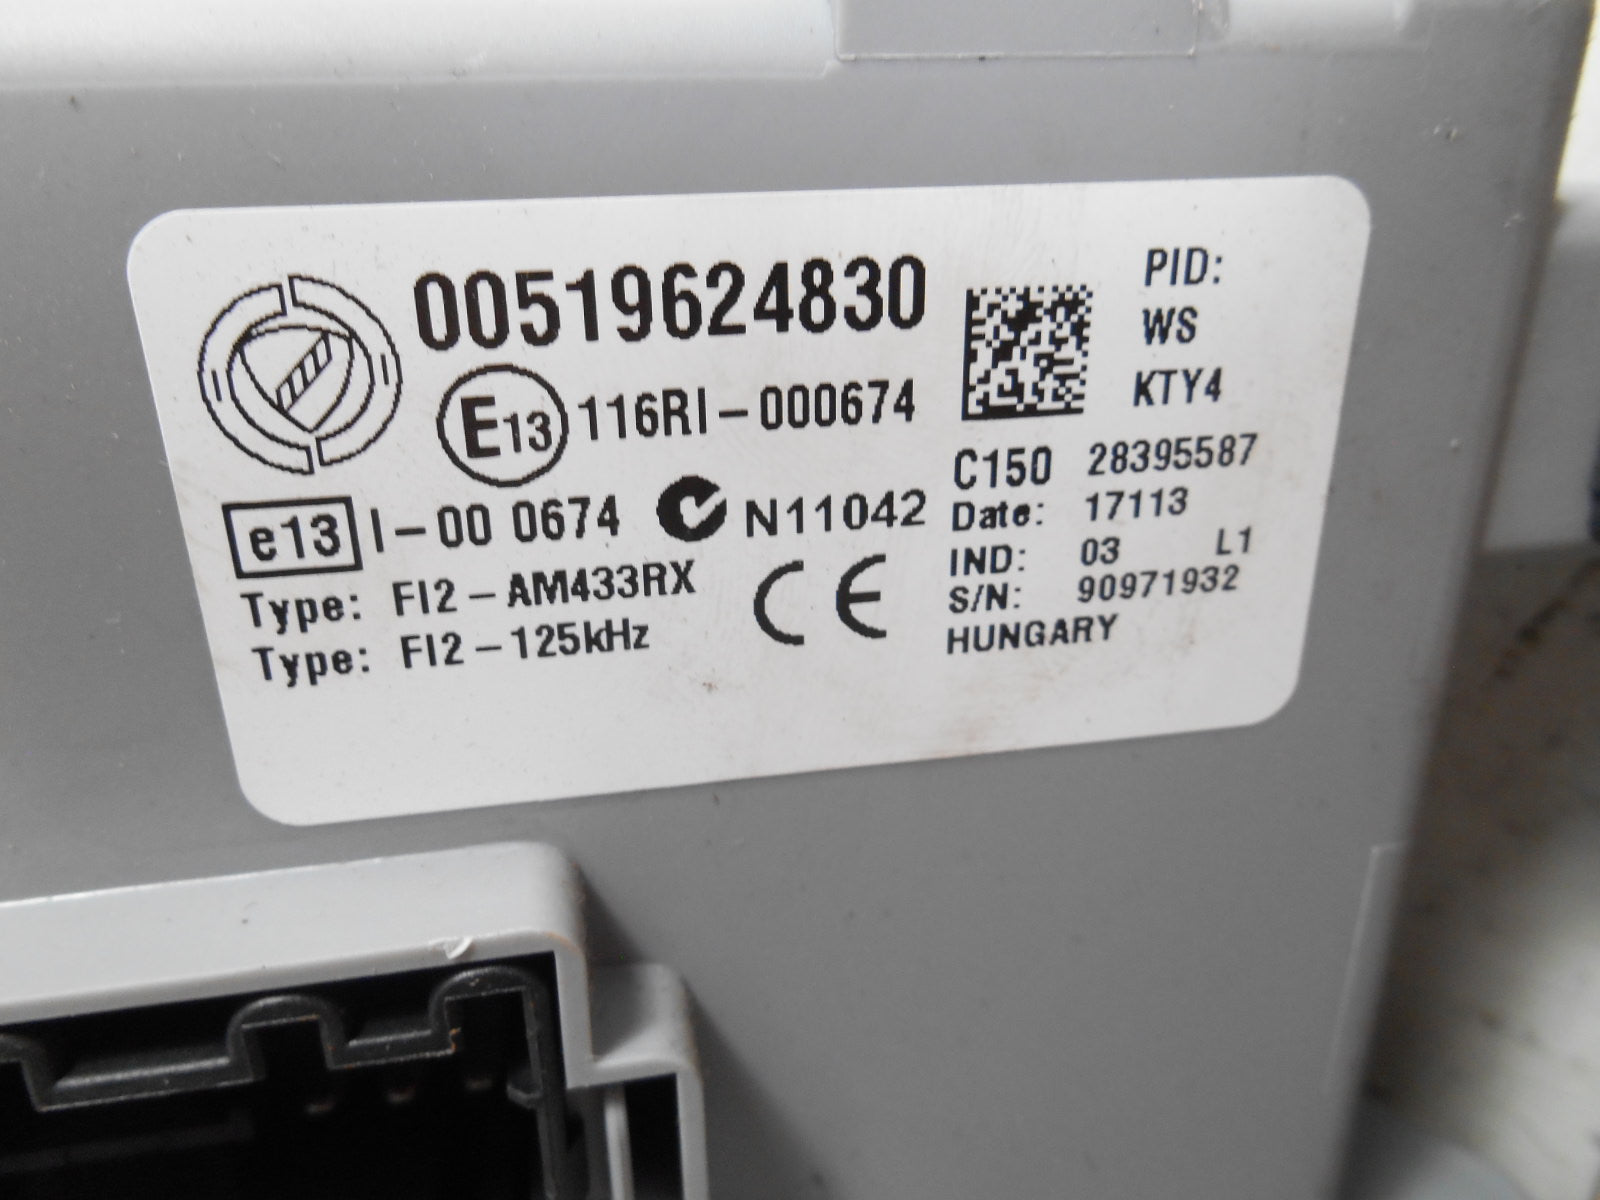 00519624830
E13 116RI-000674
e13 I-00 0674 N11042
Type: FI2-AM433RX
Type: FI2-125kHz
CE
PID:
WS
KTY4
C150 28395587
Date: 17113
IND: 03 L1
S/N: 90971932
HUNGARY